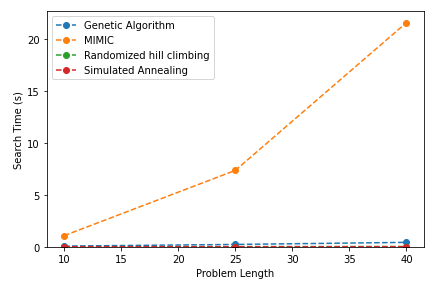 Genetic Algorithm
MIMIC
Randomized hill climbing
Simulated Annealing
Search Time (s)
20
15
10
5
0
10 15 20 25 30 35 40
Problem Length